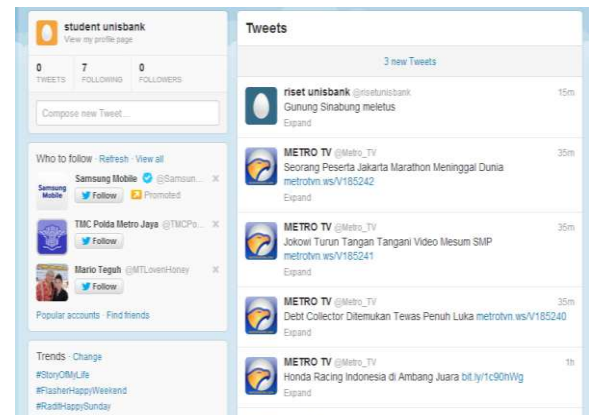 student unisbank
View my profile page
0 7 0
TWEETS FOLLOWING FOLLOWERS
Compose new Tweet...
Who to follow · Refresh · View all
Samsung Mobile @Samsun... ×
Follow Promoted
Samsung
Mobile
TMC Polda Metro Jaya @TMCPo... ×
Follow
Mario Teguh @MTLovenHoney ×
Follow
Popular accounts · Find friends
Trends · Change
#StoryOfMyLife
#FlasherHappyWeekend
#RaditHappySunday
Tweets
3 new Tweets
riset unisbank @risetunisbank 15m
Gunung Sinabung meletus
Expand
METRO TV @Metro_TV 35m
Seorang Peserta Jakarta Marathon Meninggal Dunia
metrotvn.ws/V185242
Expand
METRO TV @Metro_TV 35m
Jokowi Turun Tangan Tangani Video Mesum SMP
metrotvn.ws/V185241
Expand
METRO TV @Metro_TV 35m
Debt Collector Ditemukan Tewas Penuh Luka metrotvn.ws/V185240
Expand
METRO TV @Metro_TV 1h
Honda Racing Indonesia di Ambang Juara bit.ly/1c90hWg
Expand